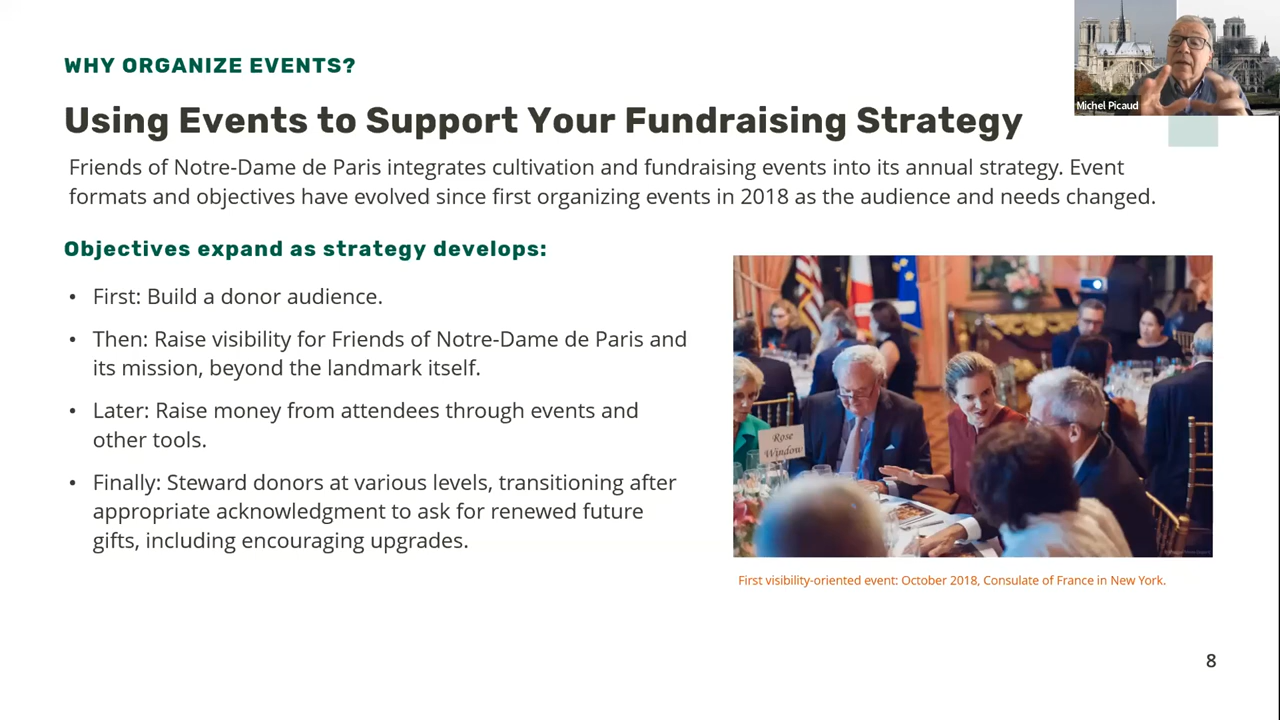 WHY ORGANIZE EVENTS?
Michel Picaud
Using Events to Support Your Fundraising Strategy
Friends of Notre-Dame de Paris integrates cultivation and fundraising events into its annual strategy. Event
formats and objectives have evolved since first organizing events in 2018 as the audience and needs changed.
Objectives expand as strategy develops:
• First: Build a donor audience.
• Then: Raise visibility for Friends of Notre-Dame de Paris and
its mission, beyond the landmark itself.
• Later: Raise money from attendees through events and
other tools.
• Finally: Steward donors at various levels, transitioning after
appropriate acknowledgment to ask for renewed future
gifts, including encouraging upgrades.
Rose
Window
First visibility-oriented event: October 2018, Consulate of France in New York.
8